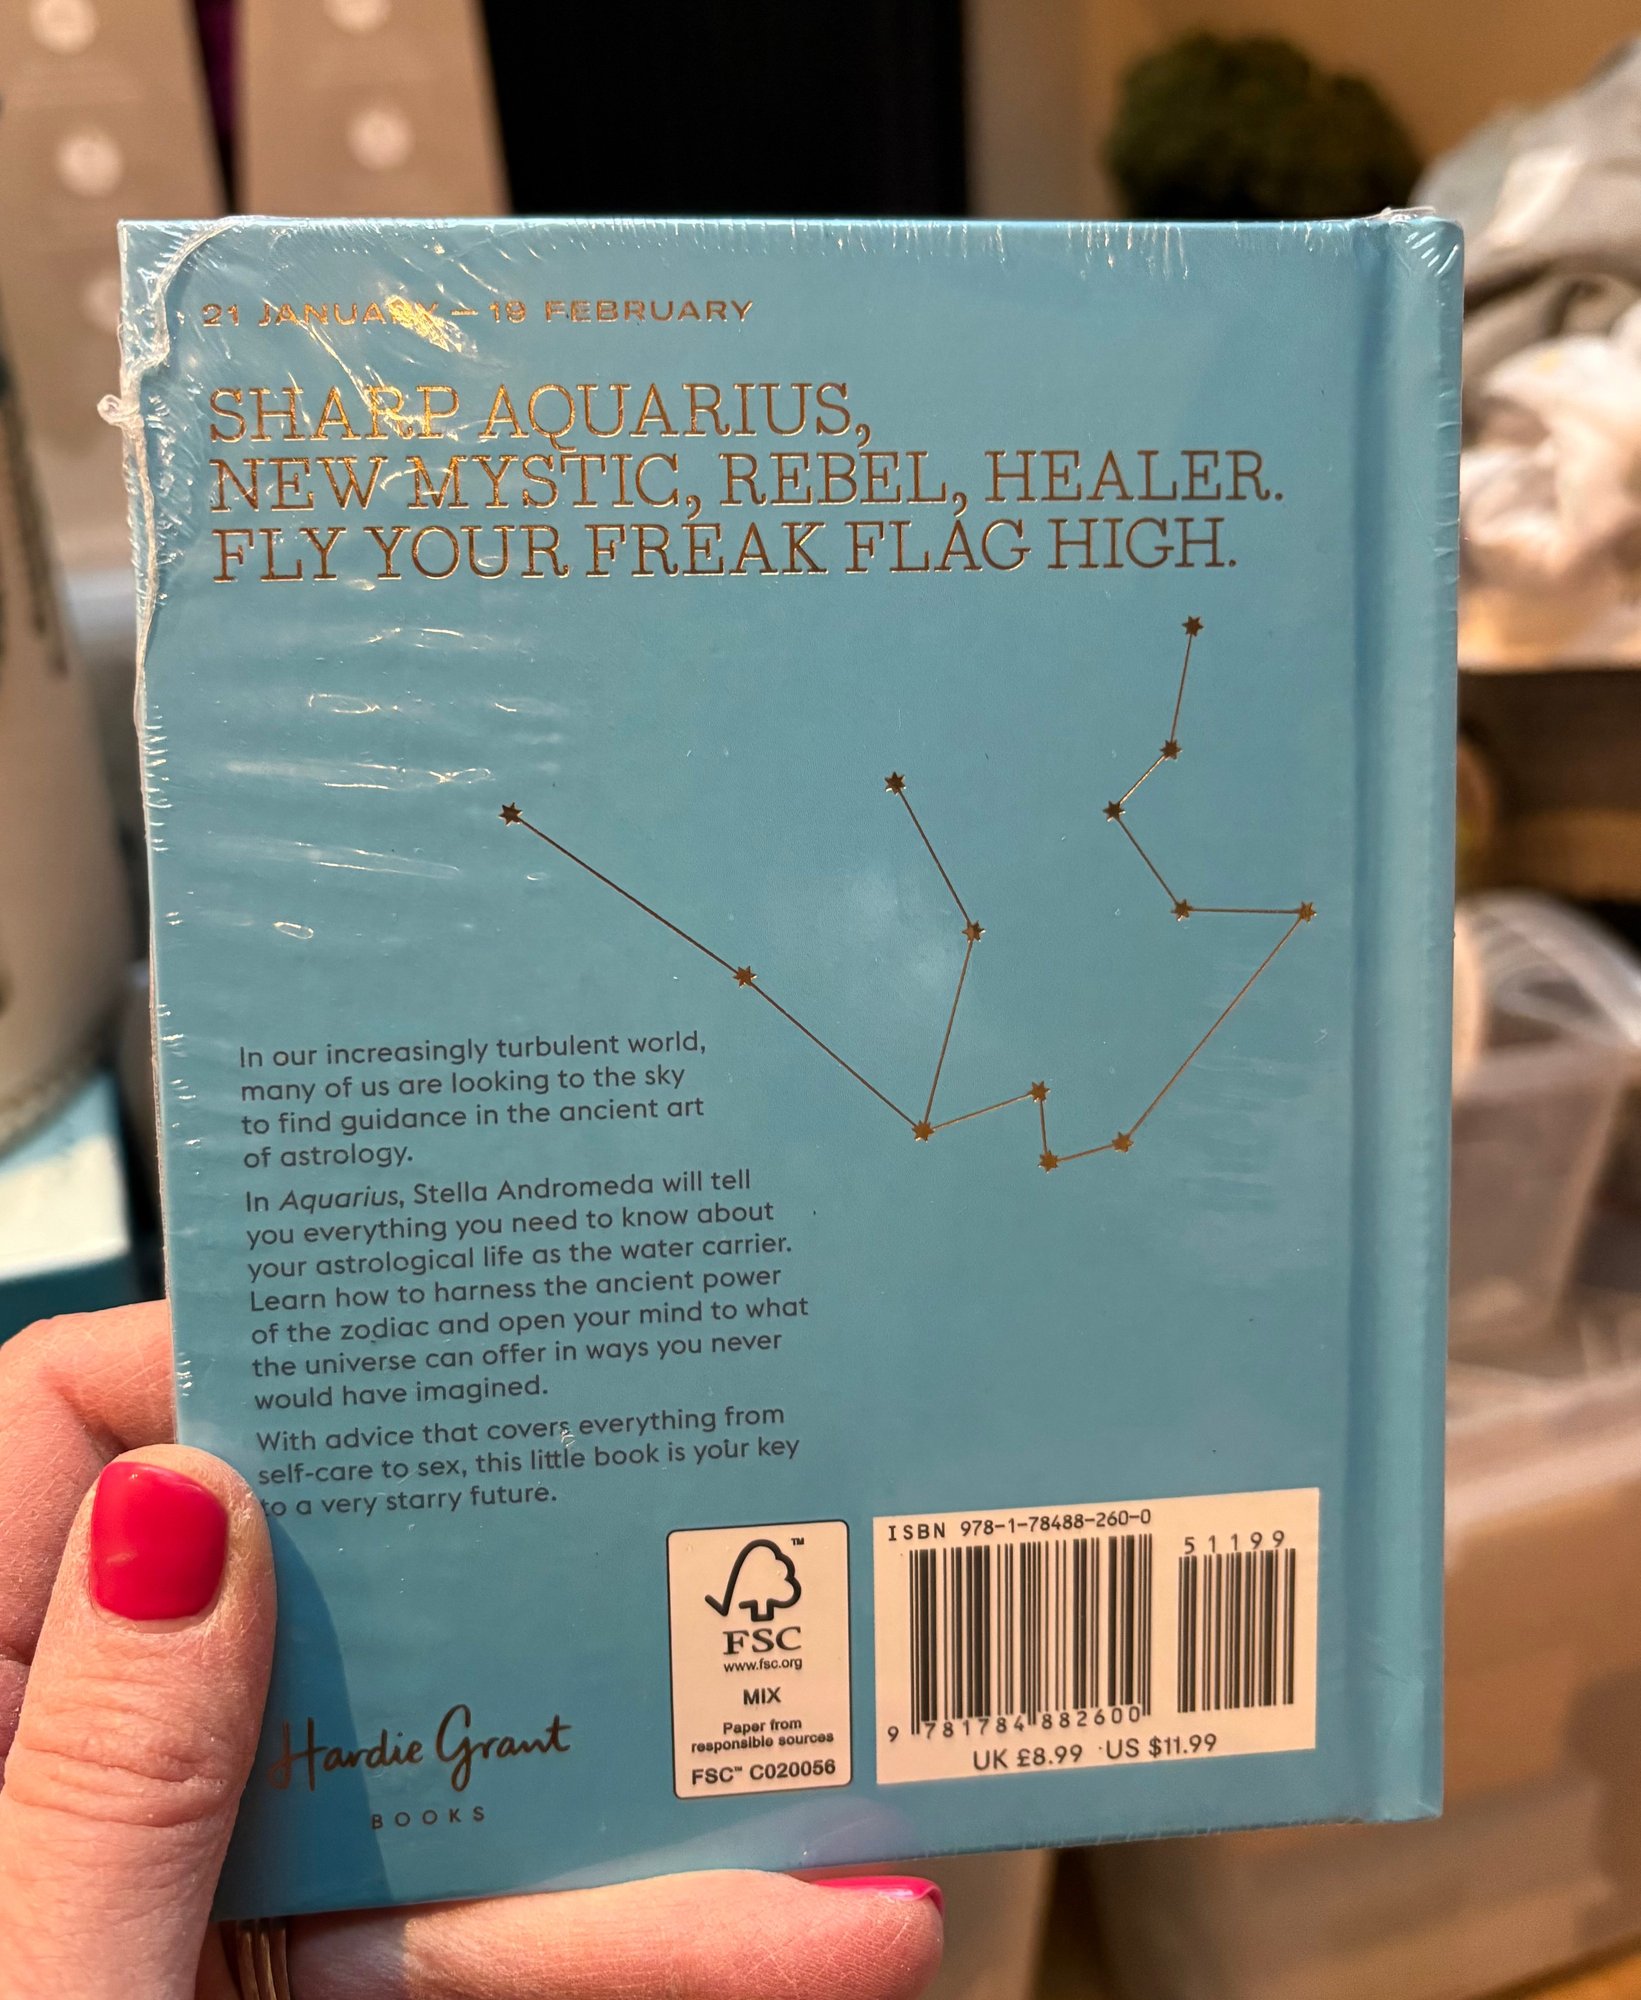 21 JANUARY – 19 FEBRUARY
SHARP AQUARIUS,
NEW MYSTIC, REBEL, HEALER.
FLY YOUR FREAK FLAG HIGH.
In our increasingly turbulent world,
many of us are looking to the sky
to find guidance in the ancient art
of astrology.
In Aquarius, Stella Andromeda will tell
you everything you need to know about
your astrological life as the water carrier.
Learn how to harness the ancient power
of the zodiac and open your mind to what
the universe can offer in ways you never
would have imagined.
With advice that covers everything from
self-care to sex, this little book is your key
to a very starry future.
Hardie Grant
BOOKS
TM
FSC
www.fsc.org
MIX
Paper from
responsible sources
FSC™ C020056
ISBN 978-1-78488-260-0
51199
9 781784 882600
UK £8.99 · US $11.99